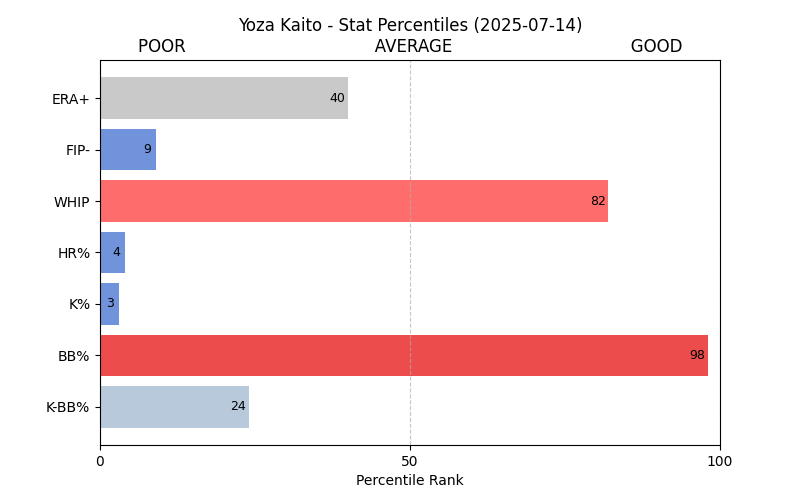 Yoza Kaito - Stat Percentiles (2025-07-14)
POOR AVERAGE GOOD
ERA+ 40
FIP- 9
WHIP 82
HR% 4
K% 3
BB% 98
K-BB% 24
0 50 100
Percentile Rank